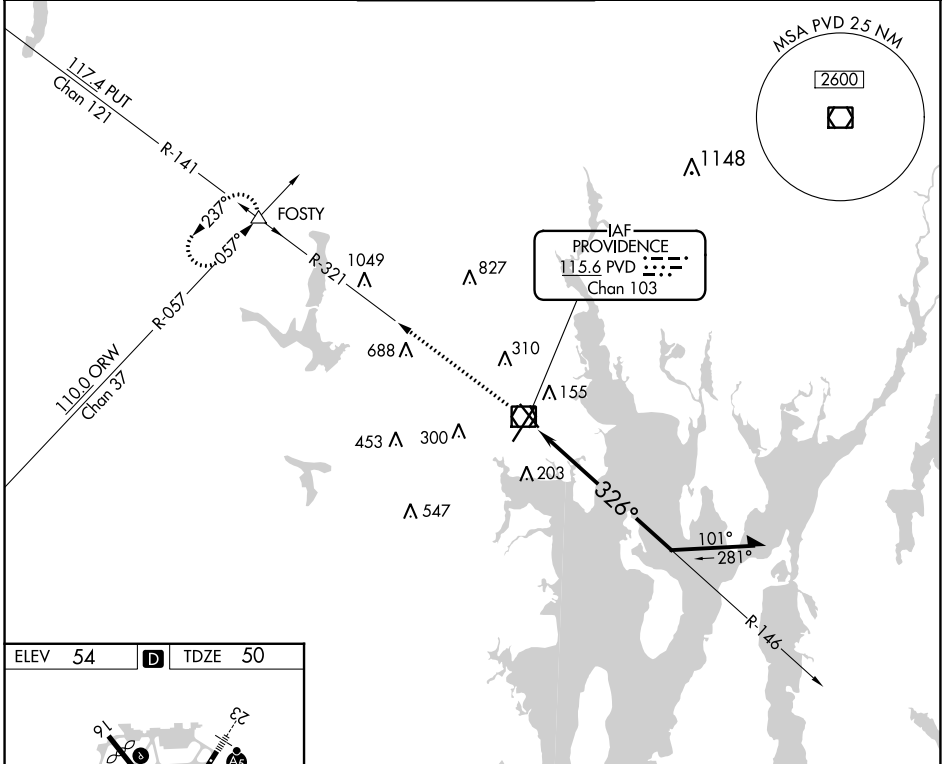 MSA PVD 25 NM
2600
117.4 PUT
Chan 121
R-141
1148
237°
FOSTY
057°
IAF
PROVIDENCE
115.6 PVD
Chan 103
R-321
1049
827
R-057
688
310
110.0 ORW
Chan 37
155
453
300
203
326°
547
101°
281°
R-146
ELEV 54
D
TDZE 50
16
23
A5